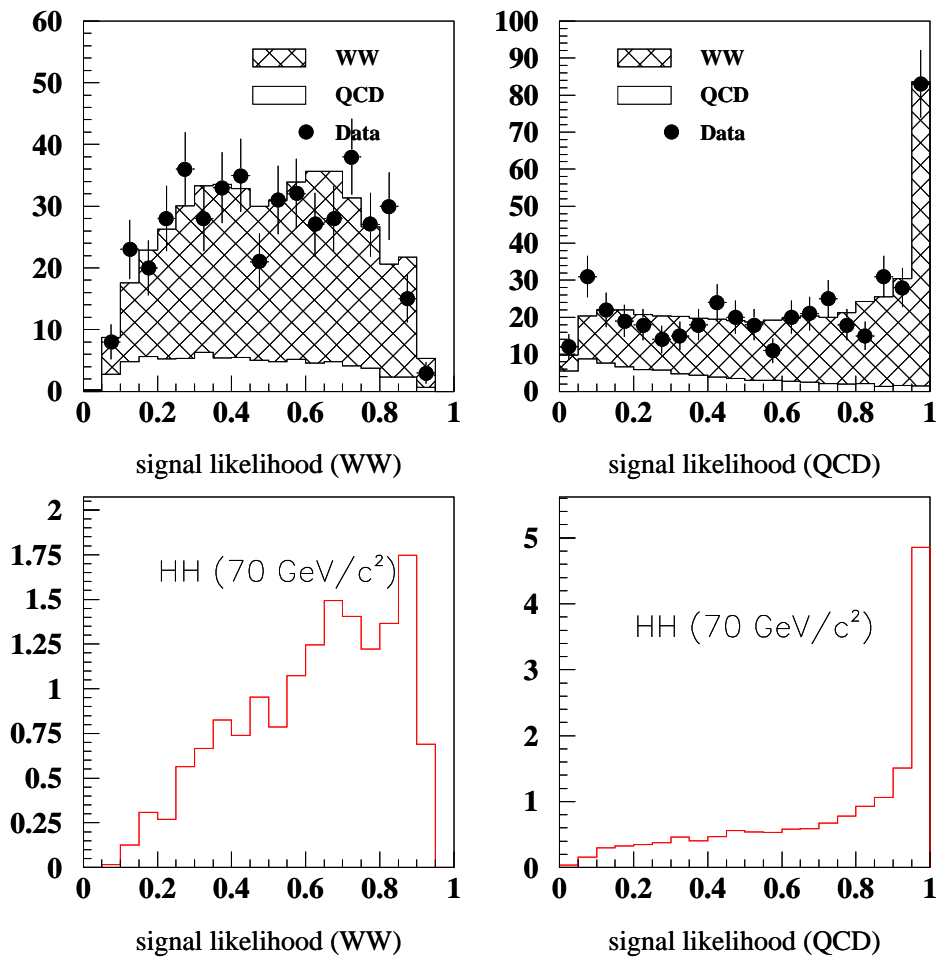 60
50
40
30
20
10
0
WW
QCD
Data
0 0.2 0.4 0.6 0.8 1
signal likelihood (WW)
100
90
80
70
60
50
40
30
20
10
0
WW
QCD
Data
0 0.2 0.4 0.6 0.8 1
signal likelihood (QCD)
2
1.75
1.5
1.25
1
0.75
0.5
0.25
0
HH (70 GeV/c²)
0 0.2 0.4 0.6 0.8 1
signal likelihood (WW)
5
4
3
2
1
0
HH (70 GeV/c²)
0 0.2 0.4 0.6 0.8 1
signal likelihood (QCD)